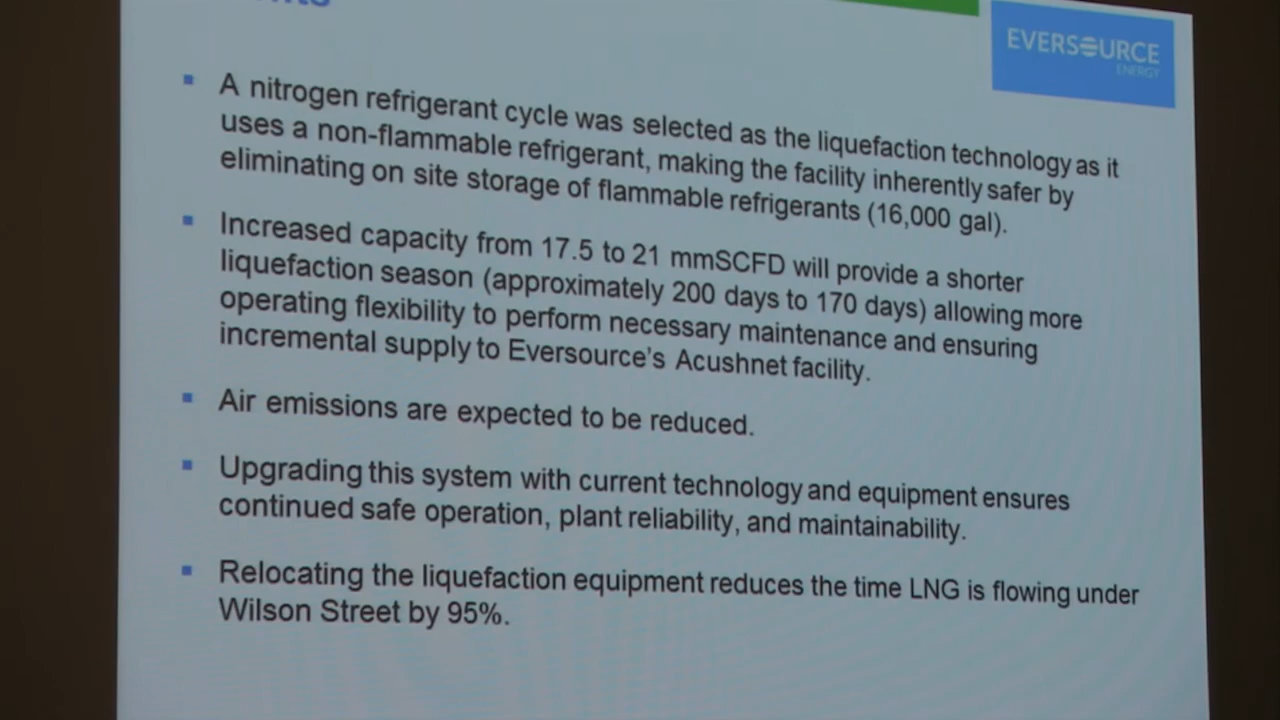 EVERSOURCE
ENERGY
A nitrogen refrigerant cycle was selected as the liquefaction technology as it
uses a non-flammable refrigerant, making the facility inherently safer by
eliminating on site storage of flammable refrigerants (16,000 gal).
Increased capacity from 17.5 to 21 mmSCFD will provide a shorter
liquefaction season (approximately 200 days to 170 days) allowing more
operating flexibility to perform necessary maintenance and ensuring
incremental supply to Eversource's Acushnet facility.
Air emissions are expected to be reduced.
Upgrading this system with current technology and equipment ensures
continued safe operation, plant reliability, and maintainability.
Relocating the liquefaction equipment reduces the time LNG is flowing under
Wilson Street by 95%.